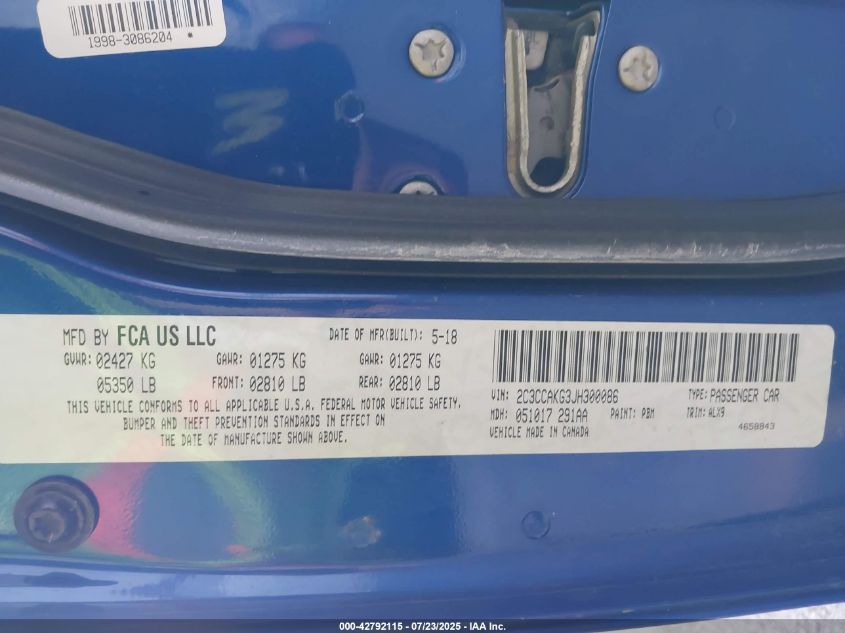 1998-3086204 *
MFD BY FCA US LLC DATE OF MFR(BUILT): 5-18
GVWR: 02427 KG GAWR: 01275 KG GAWR: 01275 KG
05350 LB FRONT: 02810 LB REAR: 02810 LB
THIS VEHICLE CONFORMS TO ALL APPLICABLE U.S.A. FEDERAL MOTOR VEHICLE SAFETY,
BUMPER AND THEFT PREVENTION STANDARDS IN EFFECT ON
THE DATE OF MANUFACTURE SHOWN ABOVE.
VIN: 2C3CCAKG3JH300086 TYPE: PASSENGER CAR
MDH: 051017 291AA PAINT: PBM TRIM: ALX9
VEHICLE MADE IN CANADA 4658843
000-42792115 - 07/23/2025 - IAA Inc.